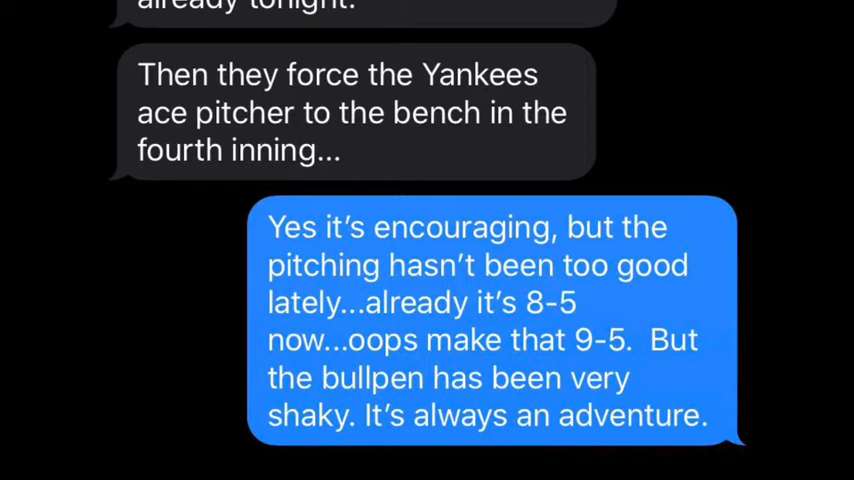 already tonight.
Then they force the Yankees
ace pitcher to the bench in the
fourth inning...
Yes it’s encouraging, but the
pitching hasn’t been too good
lately...already it’s 8-5
now...oops make that 9-5.  But
the bullpen has been very
shaky. It’s always an adventure.